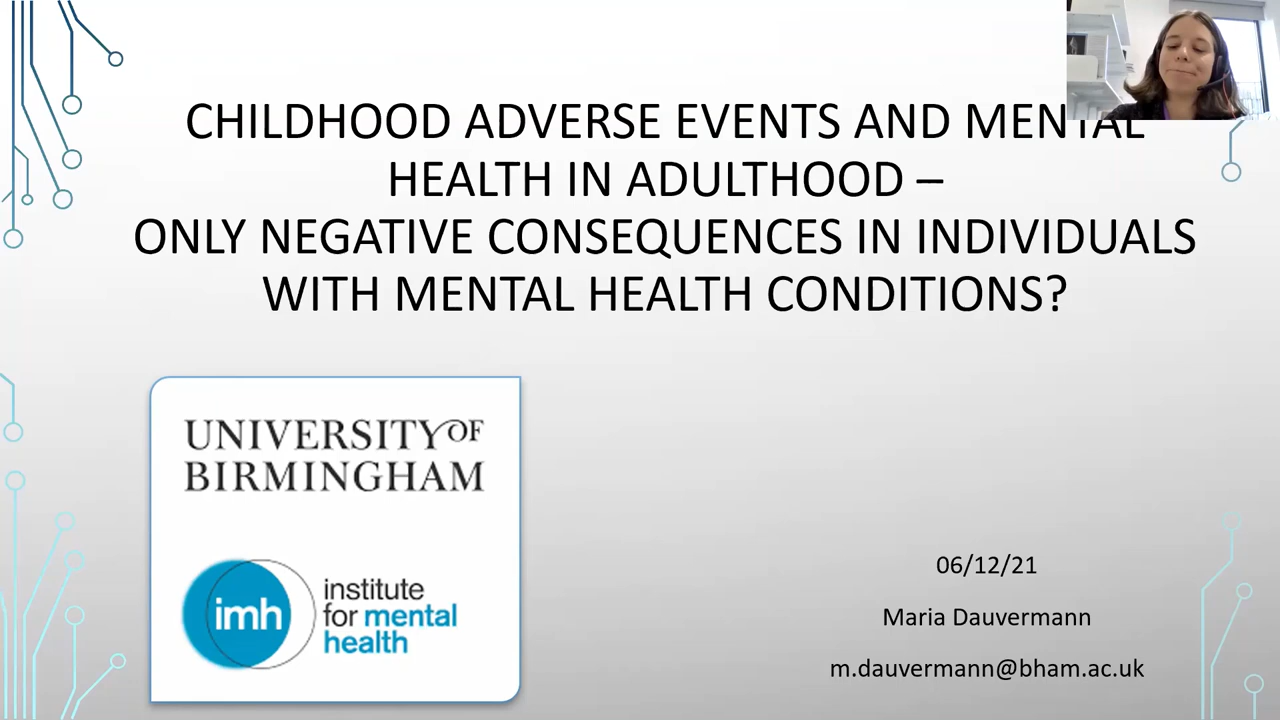 CHILDHOOD ADVERSE EVENTS AND MENTAL
HEALTH IN ADULTHOOD –
ONLY NEGATIVE CONSEQUENCES IN INDIVIDUALS
WITH MENTAL HEALTH CONDITIONS?
UNIVERSITY OF
BIRMINGHAM
imh
institute
for mental
health
06/12/21
Maria Dauvermann
m.dauvermann@bham.ac.uk